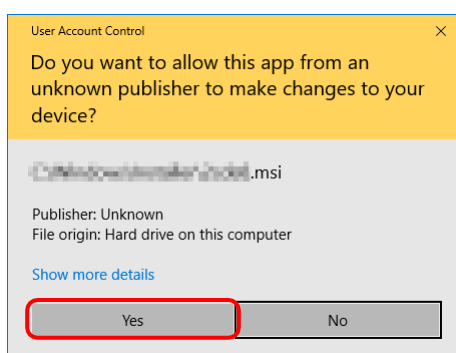 User Account Control
Do you want to allow this app from an
unknown publisher to make changes to your
device?
.msi
Publisher: Unknown
File origin: Hard drive on this computer
Show more details
Yes
No